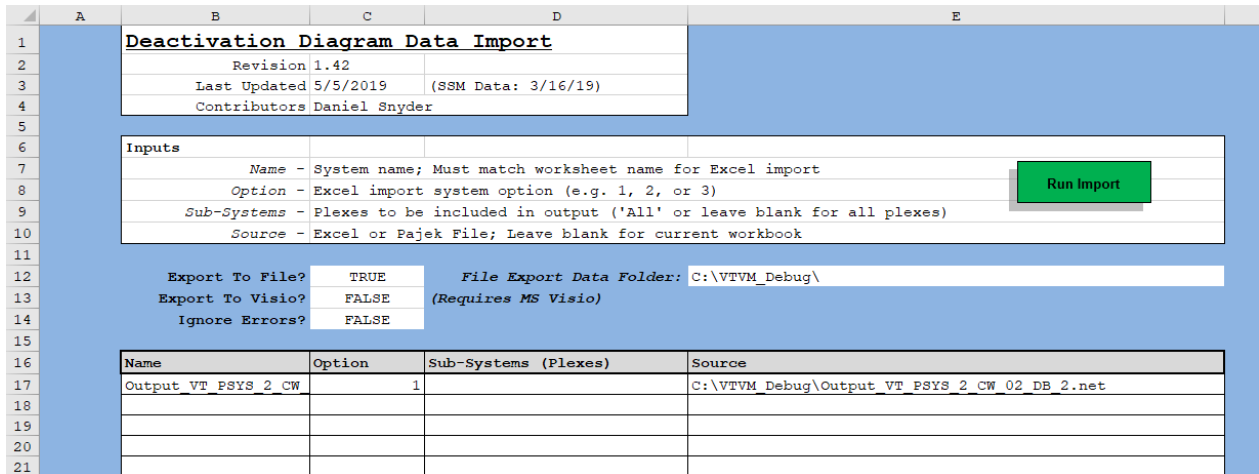 A B C D E
1 Deactivation Diagram Data Import
2 Revision 1.42
3 Last Updated 5/5/2019 (SSM Data: 3/16/19)
4 Contributors Daniel Snyder
5
6 Inputs
7 Name - System name; Must match worksheet name for Excel import
8 Option - Excel import system option (e.g. 1, 2, or 3)
Run Import
9 Sub-Systems - Plexes to be included in output ('All' or leave blank for all plexes)
10 Source - Excel or Pajek File; Leave blank for current workbook
11
12 Export To File? TRUE File Export Data Folder: C:\VTVM_Debug\
13 Export To Visio? FALSE (Requires MS Visio)
14 Ignore Errors? FALSE
15
16 Name Option Sub-Systems (Plexes) Source
17 Output_VT_PSYS_2_CW_ 1 C:\VTVM_Debug\Output_VT_PSYS_2_CW_02_DB_2.net
18
19
20
21